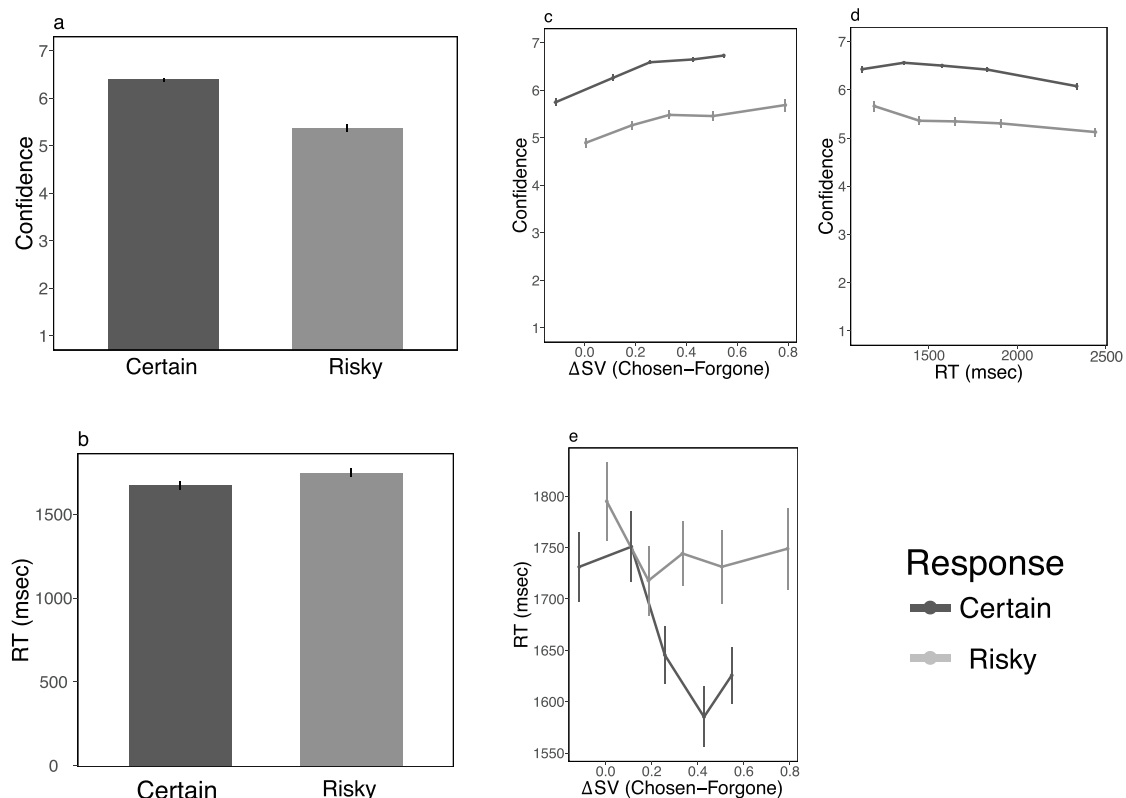 a
7
6
5
4
3
2
1
Confidence
Certain Risky
c
7
6
5
4
3
2
1
Confidence
0.0 0.2 0.4 0.6 0.8
ΔSV (Chosen−Forgone)
d
7
6
5
4
3
2
1
Confidence
1500 2000 2500
RT (msec)
b
1500
1000
500
0
RT (msec)
Certain Risky
e
1800
1750
1700
1650
1600
1550
RT (msec)
0.0 0.2 0.4 0.6 0.8
ΔSV (Chosen−Forgone)
Response
Certain
Risky